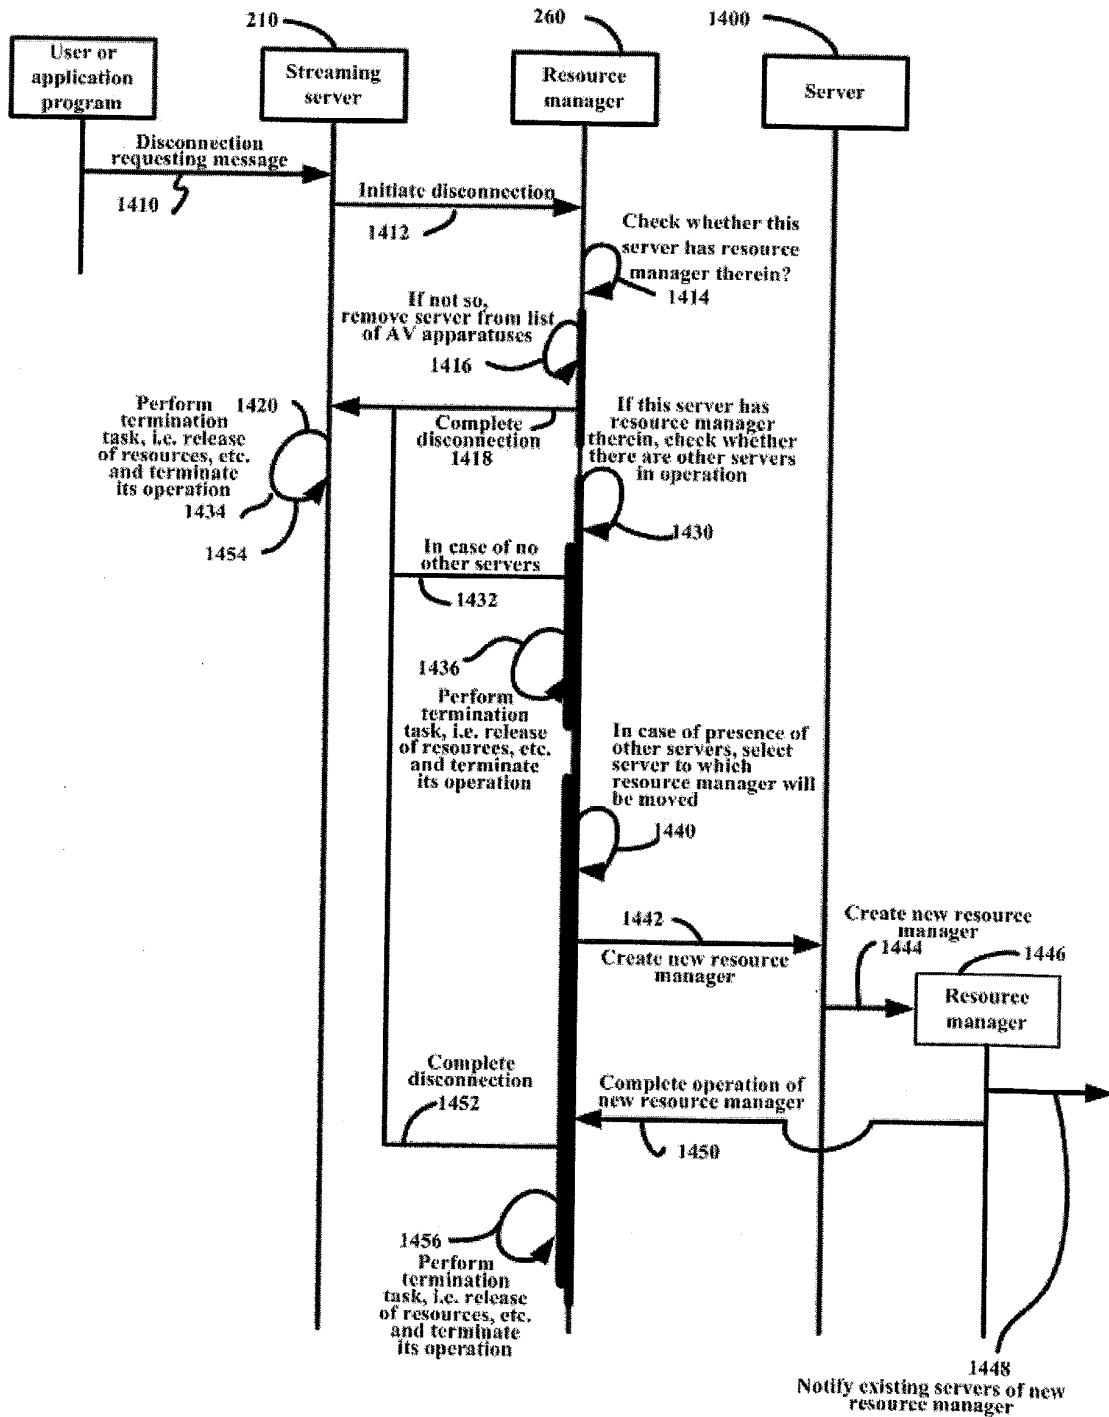 210
260
1400
User or
application
program
Streaming
server
Resource
manager
Server
Disconnection
requesting message
1410
Initiate disconnection
1412
Check whether this
server has resource
manager therein?
1414
If not so,
remove server from list
of AV apparatuses
1416
Perform
termination
task, i.e. release
of resources, etc.
and terminate
its operation
1420
1434
1454
Complete
disconnection
1418
If this server has
resource manager
therein, check whether
there are other servers
in operation
1430
In case of no
other servers
1432
1436
Perform
termination
task, i.e. release
of resources, etc.
and terminate
its operation
In case of presence of
other servers, select
server to which
resource manager will
be moved
1440
1442
Create new resource
manager
Create new resource
manager
1444
1446
Resource
manager
Complete
disconnection
1452
Complete operation of
new resource manager
1450
1456
Perform
termination
task, i.e. release
of resources, etc.
and terminate
its operation
1448
Notify existing servers of new
resource manager